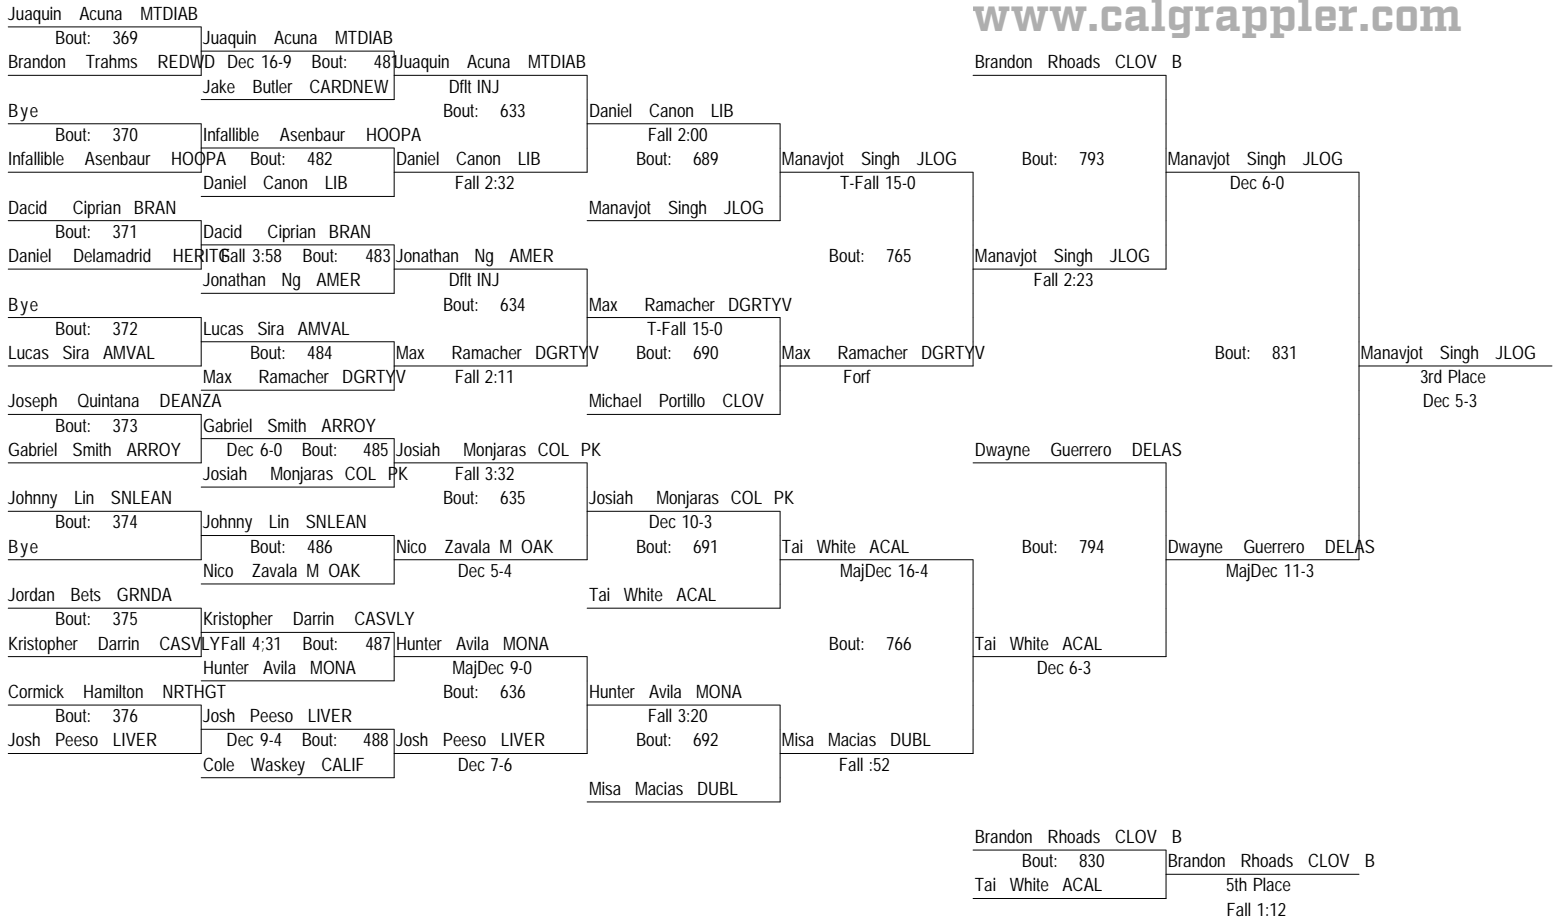 www.calgrappler.com
Juaquin Acuna MTDIAB
Bout: 369
Juaquin Acuna MTDIAB
Brandon Trahms REDWD Dec 16-9 Bout: 481 Juaquin Acuna MTDIAB
Brandon Rhoads CLOV B
Jake Butler CARDNEW
Dflt INJ
Bye
Bout: 633
Daniel Canon LIB
Bout: 370
Infallible Asenbaur HOOPA
Fall 2:00
Infallible Asenbaur HOOPA Bout: 482
Daniel Canon LIB
Bout: 689
Manavjot Singh JLOG
Bout: 793
Manavjot Singh JLOG
Daniel Canon LIB
Fall 2:32
T-Fall 15-0
Dec 6-0
Dacid Ciprian BRAN
Manavjot Singh JLOG
Bout: 371
Dacid Ciprian BRAN
Daniel Delamadrid HERITG Fall 3:58 Bout: 483 Jonathan Ng AMER
Bout: 765
Manavjot Singh JLOG
Jonathan Ng AMER
Dflt INJ
Fall 2:23
Bye
Bout: 634
Max Ramacher DGRTYV
Bout: 372
Lucas Sira AMVAL
T-Fall 15-0
Lucas Sira AMVAL
Bout: 484
Max Ramacher DGRTYV
Bout: 690
Max Ramacher DGRTYV
Bout: 831
Manavjot Singh JLOG
Max Ramacher DGRTYV
Fall 2:11
Forf
3rd Place
Joseph Quintana DEANZA
Michael Portillo CLOV
Dec 5-3
Bout: 373
Gabriel Smith ARROY
Gabriel Smith ARROY
Dec 6-0 Bout: 485 Josiah Monjaras COL PK
Dwayne Guerrero DELAS
Josiah Monjaras COL PK
Fall 3:32
Johnny Lin SNLEAN
Bout: 635
Josiah Monjaras COL PK
Bout: 374
Johnny Lin SNLEAN
Dec 10-3
Bye
Bout: 486
Nico Zavala M OAK
Bout: 691
Tai White ACAL
Bout: 794
Dwayne Guerrero DELAS
Nico Zavala M OAK
Dec 5-4
MajDec 16-4
MajDec 11-3
Jordan Bets GRNDA
Tai White ACAL
Bout: 375
Kristopher Darrin CASVLY
Kristopher Darrin CASVLY Fall 4;31 Bout: 487 Hunter Avila MONA
Bout: 766
Tai White ACAL
Hunter Avila MONA
MajDec 9-0
Dec 6-3
Cormick Hamilton NRTHGT
Bout: 636
Hunter Avila MONA
Bout: 376
Josh Peeso LIVER
Fall 3:20
Josh Peeso LIVER
Dec 9-4 Bout: 488 Josh Peeso LIVER
Bout: 692
Misa Macias DUBL
Cole Waskey CALIF
Dec 7-6
Fall :52
Misa Macias DUBL
Brandon Rhoads CLOV B
Bout: 830
Brandon Rhoads CLOV B
Tai White ACAL
5th Place
Fall 1:12